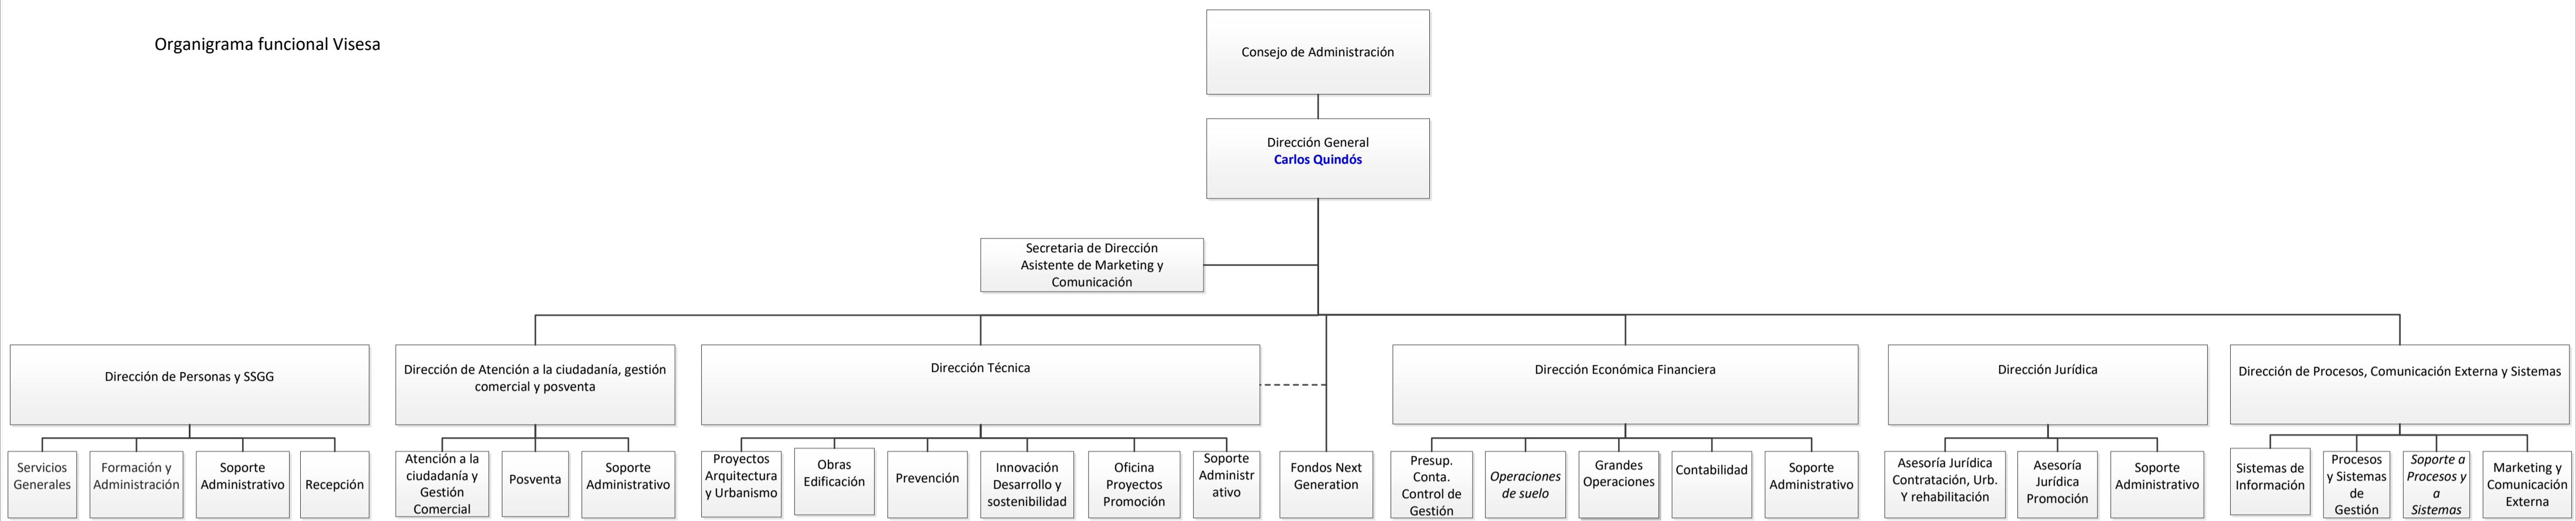 Organigrama funcional Visesa
Consejo de Administración
Dirección General
Carlos Quindós
Secretaria de Dirección
Asistente de Marketing y
Comunicación
Dirección de Personas y SSGG
Dirección de Atención a la ciudadanía, gestión
comercial y posventa
Dirección Técnica
Dirección Económica Financiera
Dirección Jurídica
Dirección de Procesos, Comunicación Externa y Sistemas
Servicios
Generales
Formación y
Administración
Soporte
Administrativo
Recepción
Atención a la
ciudadanía y
Gestión
Comercial
Posventa
Soporte
Administrativo
Proyectos
Arquitectura
y Urbanismo
Obras
Edificación
Prevención
Innovación
Desarrollo y
sostenibilidad
Oficina
Proyectos
Promoción
Soporte
Administr
ativo
Fondos Next
Generation
Presup.
Conta.
Control de
Gestión
Operaciones
de suelo
Grandes
Operaciones
Contabilidad
Soporte
Administrativo
Asesoría Jurídica
Contratación, Urb.
Y rehabilitación
Asesoría
Jurídica
Promoción
Soporte
Administrativo
Sistemas de
Información
Procesos
y Sistemas
de
Gestión
Soporte a
Procesos y
a
Sistemas
Marketing y
Comunicación
Externa